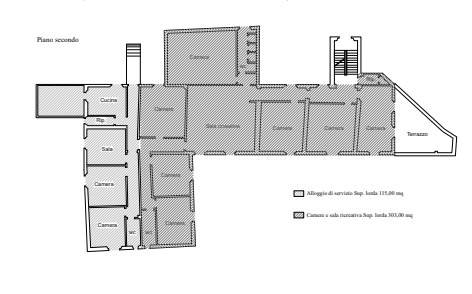 Piano secondo
Camera
wc
Rip.
Cucina
Camera
Rip.
Sala ricreativa
Camera
Camera
Camera
Terrazzo
Sala
Camera
Camera
Alloggio di servizio Sup. lorda 115,00 mq
Camera
Camera
wc
wc
Camere e sala ricreativa Sup. lorda 303,00 mq